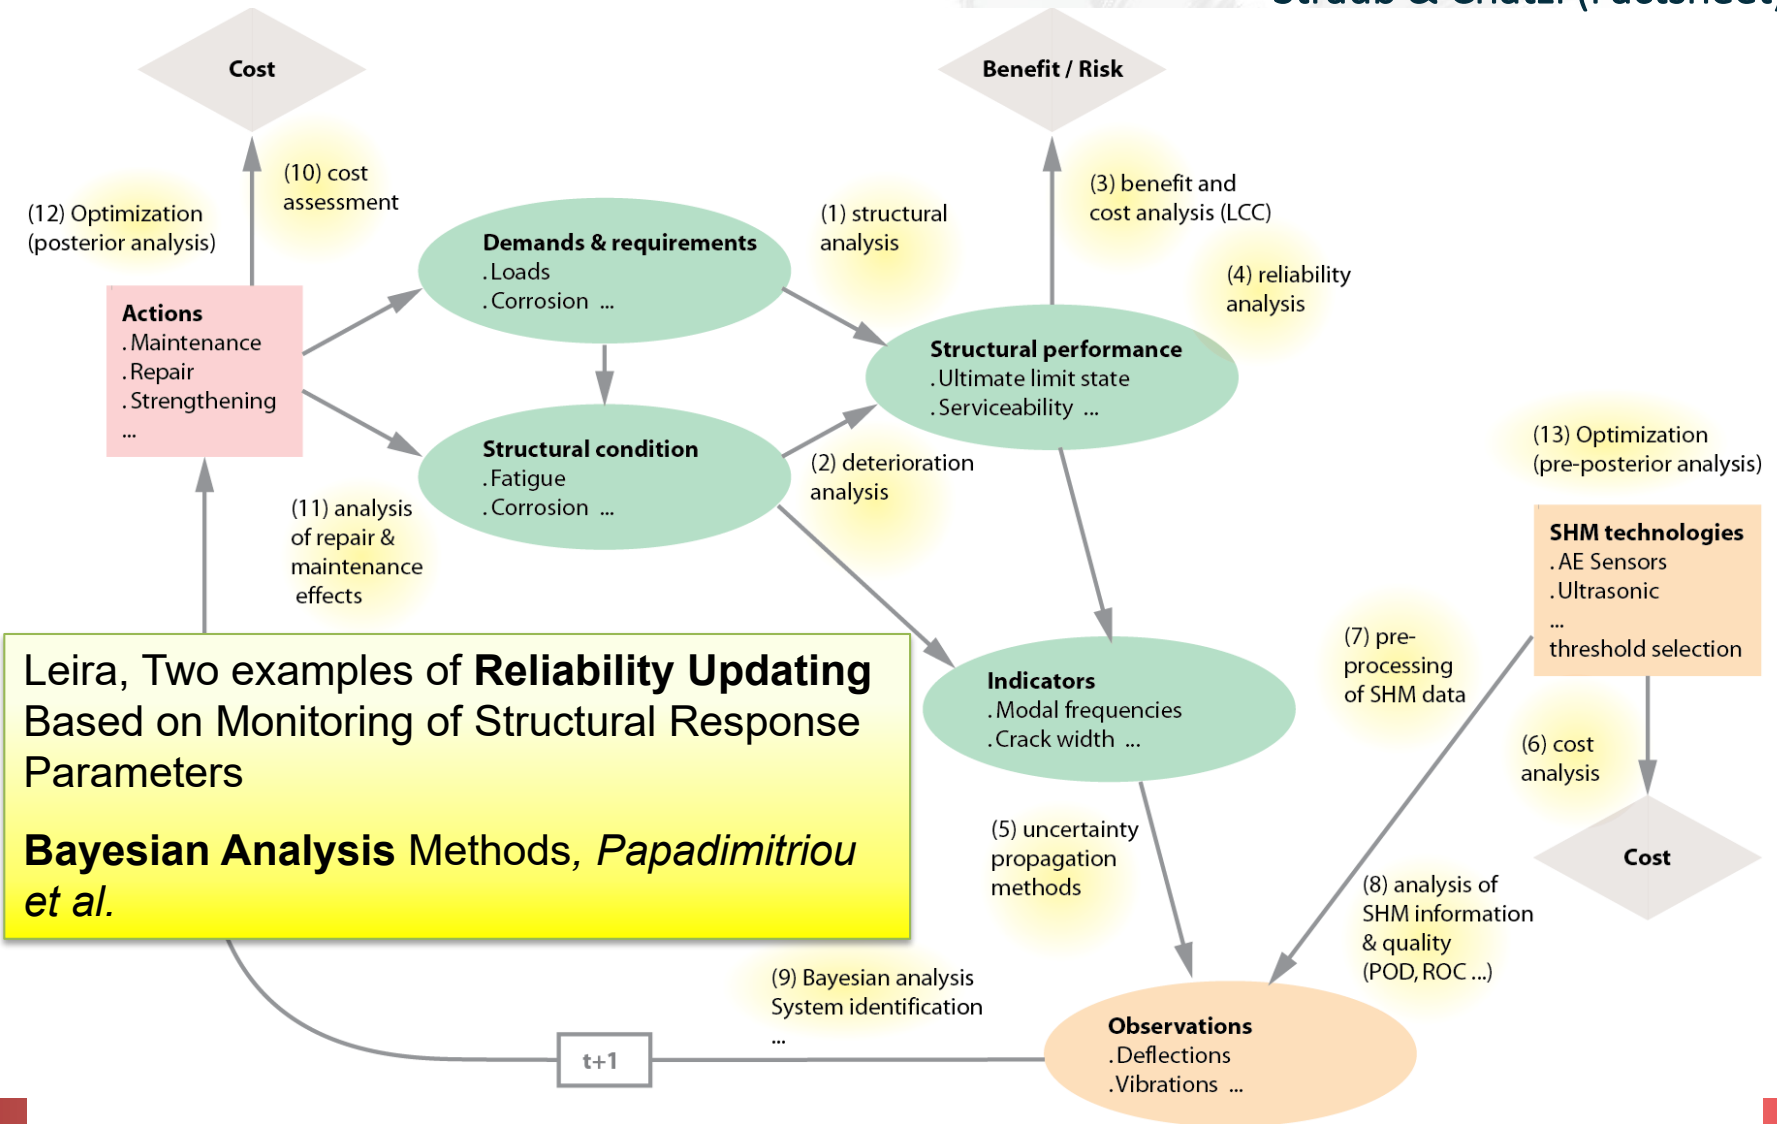 Straub & Chatzi (Factsheet)
Cost
Benefit / Risk
(10) cost
assessment
(12) Optimization
(posterior analysis)
(1) structural
analysis
(3) benefit and
cost analysis (LCC)
Demands & requirements
. Loads
. Corrosion ...
(4) reliability
analysis
Actions
. Maintenance
. Repair
. Strengthening
...
Structural performance
. Ultimate limit state
. Serviceability ...
Structural condition
. Fatigue
. Corrosion ...
(2) deterioration
analysis
(13) Optimization
(pre-posterior analysis)
(11) analysis
of repair &
maintenance
effects
SHM technologies
. AE Sensors
. Ultrasonic
...
threshold selection
(7) pre-
processing
of SHM data
Leira, Two examples of Reliability Updating
Based on Monitoring of Structural Response
Parameters
Bayesian Analysis Methods, Papadimitriou
et al.
Indicators
. Modal frequencies
. Crack width ...
(6) cost
analysis
(5) uncertainty
propagation
methods
Cost
(8) analysis of
SHM information
& quality
(POD, ROC ...)
(9) Bayesian analysis
System identification
...
t+1
Observations
. Deflections
. Vibrations ...